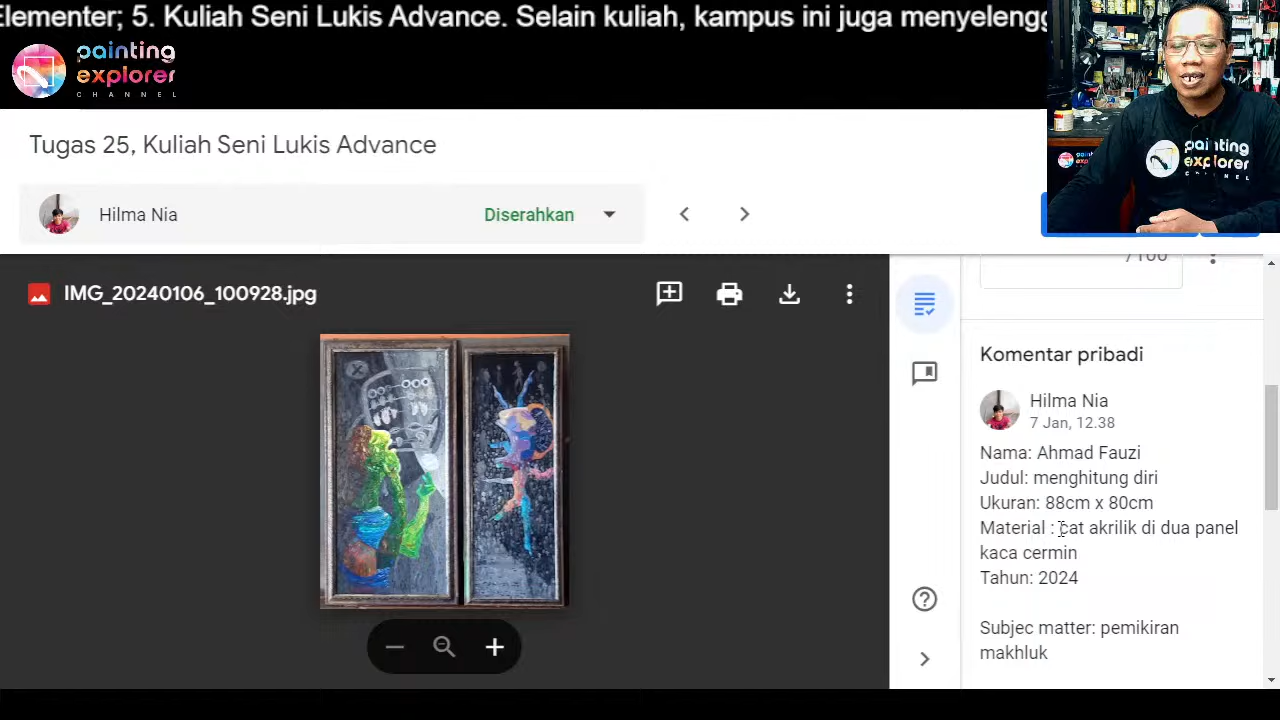 Elementer; 5. Kuliah Seni Lukis Advance. Selain kuliah, kampus ini juga
painting
explorer
CHANNEL
painting
explorer
CHANNEL
Tugas 25, Kuliah Seni Lukis Advance
Hilma Nia
Diserahkan
IMG_20240106_100928.jpg
/100
Komentar pribadi
Hilma Nia
7 Jan, 12.38
Nama: Ahmad Fauzi
Judul: menghitung diri
Ukuran: 88cm x 80cm
Material : cat akrilik di dua panel
kaca cermin
Tahun: 2024
Subjec matter: pemikiran
makhluk